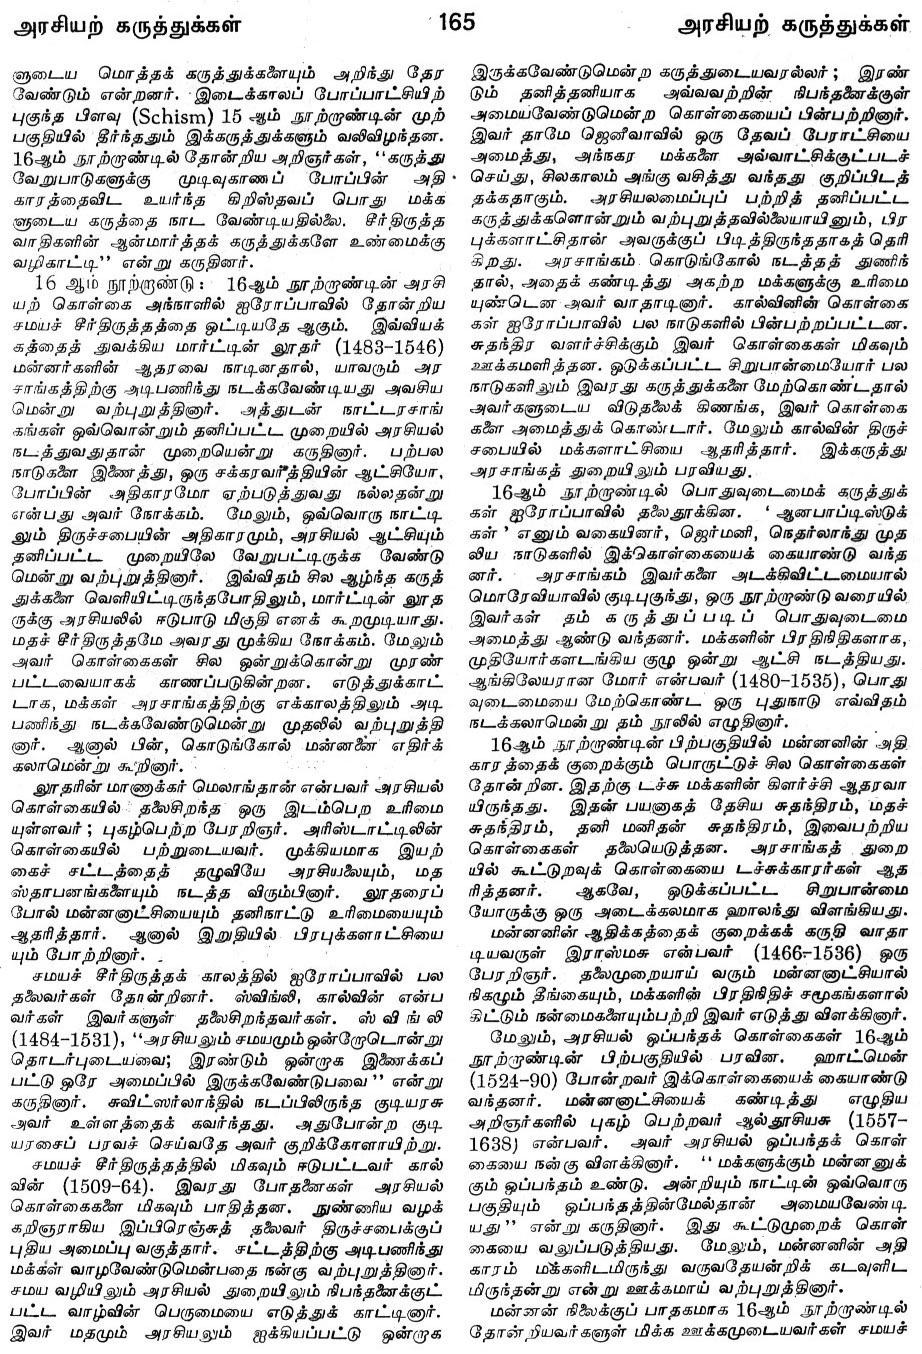 அரசியற் கருத்துக்கள்
165
அரசியற் கருத்துக்கள்
ளுடைய மொத்தக் கருத்துக்களையும் அறிந்து தேர
வேண்டும் என்றனர். இடைக்காலப் போப்பாட்சியிற்
புகுந்த பிளவு (Schism) 15 ஆம் நூற்றாண்டின் முற்
பகுதியில் தீர்ந்ததும் இக்கருத்துக்களும் வலிவிழந்தன.
16ஆம் நூற்றாண்டில் தோன்றிய அறிஞர்கள், “கருத்து
வேறுபாடுகளுக்கு முடிவுகாணப் போப்பின் அதி
காரத்தைவிட உயர்ந்த கிறிஸ்தவப் பொது மக்க
ளுடைய கருத்தை நாட வேண்டியதில்லை. சீர்திருத்த
வாதிகளின் ஆன்மார்த்தக் கருத்துக்களே உண்மைக்கு
வழிகாட்டி” என்று கருதினர்.
16 ஆம் நூற்றாண்டு: 16ஆம் நூற்றாண்டின் அரசி
யற் கொள்கை அந்நாளில் ஐரோப்பாவில் தோன்றிய
சமயச் சீர்திருத்தத்தை ஒட்டியதே ஆகும். இவ்வியக்
கத்தைத் துவக்கிய மார்ட்டின் லூதர் (1483-1546)
மன்னர்களின் ஆதரவை நாடினதால், யாவரும் அர
சாங்கத்திற்கு அடிபணிந்து நடக்கவேண்டியது அவசிய
மென்று வற்புறுத்தினார். அத்துடன் நாட்டரசாங்
கங்கள் ஒவ்வொன்றும் தனிப்பட்ட முறையில் அரசியல்
நடத்துவதுதான் முறையென்று கருதினார். பற்பல
நாடுகளை இணைத்து, ஒரு சக்கரவர்த்தியின் ஆட்சியோ,
போப்பின் அதிகாரமோ ஏற்படுத்துவது நல்லதன்று
என்பது அவர் நோக்கம். மேலும், ஒவ்வொரு நாட்டி
லும் திருச்சபையின் அதிகாரமும், அரசியல் ஆட்சியும்
தனிப்பட்ட முறையிலே வேறுபட்டிருக்க வேண்டு
மென்று வற்புறுத்தினார். இவ்விதம் சில ஆழ்ந்த கருத்
துக்களை வெளியிட்டிருந்தபோதிலும், மார்ட்டின் லூத
ருக்கு அரசியலில் ஈடுபாடு மிகுதி எனக் கூறமுடியாது.
மதச் சீர்திருத்தமே அவரது முக்கிய நோக்கம். மேலும்
அவர் கொள்கைகள் சில ஒன்றுக்கொன்று முரண்
பட்டவையாகக் காணப்படுகின்றன. எடுத்துக்காட்
டாக, மக்கள் அரசாங்கத்திற்கு எக்காலத்திலும் அடி
பணிந்து நடக்கவேண்டுமென்று முதலில் வற்புறுத்தி
னார். ஆனால் பின், கொடுங்கோல் மன்னனை எதிர்க்
கலாமென்று கூறினார்.
லூதரின் மாணாக்கர் மெலாங்தான் என்பவர் அரசியல்
கொள்கையில் தலைசிறந்த ஒரு இடம்பெற உரிமை
யுள்ளவர்; புகழ்பெற்ற பேரறிஞர். அரிஸ்டாட்டிலின்
கொள்கையில் பற்றுடையவர். முக்கியமாக இயற்
கைச் சட்டத்தைத் தழுவியே அரசியலையும், மத
ஸ்தாபனங்களையும் நடத்த விரும்பினார். லூதரைப்
போல் மன்னனாட்சியையும் தனிநாட்டு உரிமையையும்
ஆதரித்தார். ஆனால் இறுதியில் பிரபுக்களாட்சியை
யும் போற்றினார்.
சமயச் சீர்திருத்தக் காலத்தில் ஐரோப்பாவில் பல
தலைவர்கள் தோன்றினர். ஸ்விங்லி, கால்வின் என்ப
வர்கள் இவர்களுள் தலைசிறந்தவர்கள். ஸ்விங்லி
(1484-1531), “அரசியலும் சமயமும் ஒன்றோடொன்று
தொடர்புடையவை; இரண்டும் ஒன்றாக இணைக்கப்
பட்டு ஒரே அமைப்பில் இருக்கவேண்டுபவை” என்று
கருதினார். சுவிட்ஸர்லாந்தில் நடப்பிலிருந்த குடியரசு
அவர் உள்ளத்தைக் கவர்ந்தது. அதுபோன்ற குடி
யரசைப் பரவச் செய்வதே அவர் குறிக்கோளாயிற்று.
சமயச் சீர்திருத்தத்தில் மிகவும் ஈடுபட்டவர் கால்
வின் (1509-64). இவரது போதனைகள் அரசியல்
கொள்கைகளை மிகவும் பாதித்தன. நுண்ணிய வழக்
கறிஞராகிய இப்பிரெஞ்சுத் தலைவர் திருச்சபைக்குப்
புதிய அமைப்பு வகுத்தார். சட்டத்திற்கு அடிபணிந்து
மக்கள் வாழவேண்டுமென்பதை நன்கு வற்புறுத்தினார்.
சமய வழியிலும் அரசியல் துறையிலும் நிபந்தனைக்குட்
பட்ட வாழ்வின் பெருமையை எடுத்துக் காட்டினார்.
இவர் மதமும் அரசியலும் ஐக்கியப்பட்டு ஒன்றாக
இருக்கவேண்டுமென்ற கருத்துடையவரல்லர்; இரண்
டும் தனித்தனியாக அவ்வவற்றின் நிபந்தனைக்குள்
அமையவேண்டுமென்ற கொள்கையைப் பின்பற்றினார்.
இவர் தாமே ஜெனீவாவில் ஒரு தேவப் பேராட்சியை
அமைத்து, அந்நகர மக்களை அவ்வாட்சிக்குட்படச்
செய்து, சிலகாலம் அங்கு வசித்து வந்தது குறிப்பிடத்
தக்கதாகும். அரசியலமைப்புப் பற்றித் தனிப்பட்ட
கருத்துக்களொன்றும் வற்புறுத்தவில்லையாயினும், பிர
புக்களாட்சிதான் அவருக்குப் பிடித்திருந்ததாகத் தெரி
கிறது. அரசாங்கம் கொடுங்கோல் நடத்தத் துணிந்
தால், அதைக் கண்டித்து அகற்ற மக்களுக்கு உரிமை
யுண்டென அவர் வாதாடினார். கால்வினின் கொள்கை
கள் ஐரோப்பாவில் பல நாடுகளில் பின்பற்றப்பட்டன.
சுதந்திர வளர்ச்சிக்கும் இவர் கொள்கைகள் மிகவும்
ஊக்கமளித்தன. ஒடுக்கப்பட்ட சிறுபான்மையோர் பல
நாடுகளிலும் இவரது கருத்துக்களை மேற்கொண்டதால்
அவர்களுடைய விடுதலைக் கிணங்க, இவர் கொள்கை
களை அமைத்துக் கொண்டார். மேலும் கால்வின் திருச்
சபையில் மக்களாட்சியை ஆதரித்தார். இக்கருத்து
அரசாங்கத் துறையிலும் பரவியது.
16ஆம் நூற்றாண்டில் பொதுவுடைமைக் கருத்துக்
கள் ஐரோப்பாவில் தலைதூக்கின. ‘ஆனபாப்டிஸ்டுக்
கள்’ எனும் வகையினர், ஜெர்மனி, நெதர்லாந்து முத
லிய நாடுகளில் இக்கொள்கையைக் கையாண்டு வந்த
னர். அரசாங்கம் இவர்களை அடக்கிவிட்டமையால்
மொரேவியாவில் குடிபுகுந்து, ஒரு நூற்றாண்டு வரையில்
இவர்கள் தம் கருத்துப்படிப் பொதுவுடைமை
அமைத்து ஆண்டு வந்தனர். மக்களின் பிரதிநிதிகளாக,
முதியோர்களடங்கிய குழு ஒன்று ஆட்சி நடத்தியது.
ஆங்கிலேயரான மோர் என்பவர் (1480-1535), பொது
வுடைமையை மேற்கொண்ட ஒரு புதுநாடு எவ்விதம்
நடக்கலாமென்று தம் நூலில் எழுதினார்.
16ஆம் நூற்றாண்டின் பிற்பகுதியில் மன்னனின் அதி
காரத்தைக் குறைக்கும் பொருட்டுச் சில கொள்கைகள்
தோன்றின. இதற்கு டச்சு மக்களின் கிளர்ச்சி ஆதரவா
யிருந்தது. இதன் பயனாகத் தேசிய சுதந்திரம், மதச்
சுதந்திரம், தனி மனிதன் சுதந்திரம், இவைபற்றிய
கொள்கைகள் தலையெடுத்தன. அரசாங்கத் துறை
யில் கூட்டுறவுக் கொள்கையை டச்சுக்காரர்கள் ஆத
ரித்தனர். ஆகவே, ஒடுக்கப்பட்ட சிறுபான்மை
யோருக்கு ஒரு அடைக்கலமாக ஹாலந்து விளங்கியது.
மன்னனின் ஆதிக்கத்தைக் குறைக்கக் கருதி வாதா
டியவருள் இராஸ்மசு என்பவர் (1466-1536) ஒரு
பேரறிஞர். தலைமுறையாய் வரும் மன்னனாட்சியால்
நிகழும் தீங்கையும், மக்களின் பிரதிநிதிச் சமூகங்களால்
கிட்டும் நன்மைகளையும்பற்றி இவர் எடுத்து விளக்கினார்.
மேலும், அரசியல் ஒப்பந்தக் கொள்கைகள் 16ஆம்
நூற்றாண்டின் பிற்பகுதியில் பரவின. ஹாட்மென்
(1524-90) போன்றவர் இக்கொள்கையைக் கையாண்டு
வந்தனர். மன்னனாட்சியைக் கண்டித்து எழுதிய
அறிஞர்களில் புகழ் பெற்றவர் ஆல்தூசியசு (1557-
1638) என்பவர். அவர் அரசியல் ஒப்பந்தக் கொள்
கையை நன்கு விளக்கினார். “மக்களுக்கும் மன்னனுக்
கும் ஒப்பந்தம் உண்டு. அன்றியும் நாட்டின் ஒவ்வொரு
பகுதியும் ஒப்பந்தத்தின்மேல்தான் அமையவேண்டி
யது” என்று கருதினார். இது கூட்டுமுறைக் கொள்
கையை வலுப்படுத்தியது. மேலும், மன்னனின் அதி
காரம் மக்களிடமிருந்து வருவதேயன்றிக் கடவுளிட
மிருந்தன்று என்று ஊக்கமாய் வற்புறுத்தினார்.
மன்னன் நிலைக்குப் பாதகமாக 16ஆம் நூற்றாண்டில்
தோன்றியவர்களுள் மிக்க ஊக்கமுடையவர்கள் சமயச்